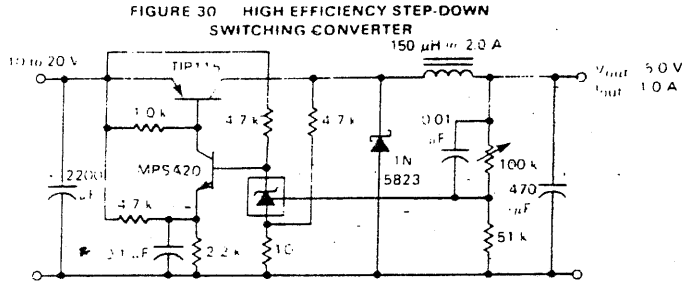 FIGURE 30 HIGH EFFICIENCY STEP-DOWN
SWITCHING CONVERTER
150 µH 2.0 A
10 to 20 V
TIP115
Vout 5.0 V
Iout 1.0 A
1.0 k
4.7 k
4.7 k
0.01
µF
100 k
MPS420
1N
5823
2200
µF
470
µF
4.7 k
0.1 µF
2.2 k
10
51 k